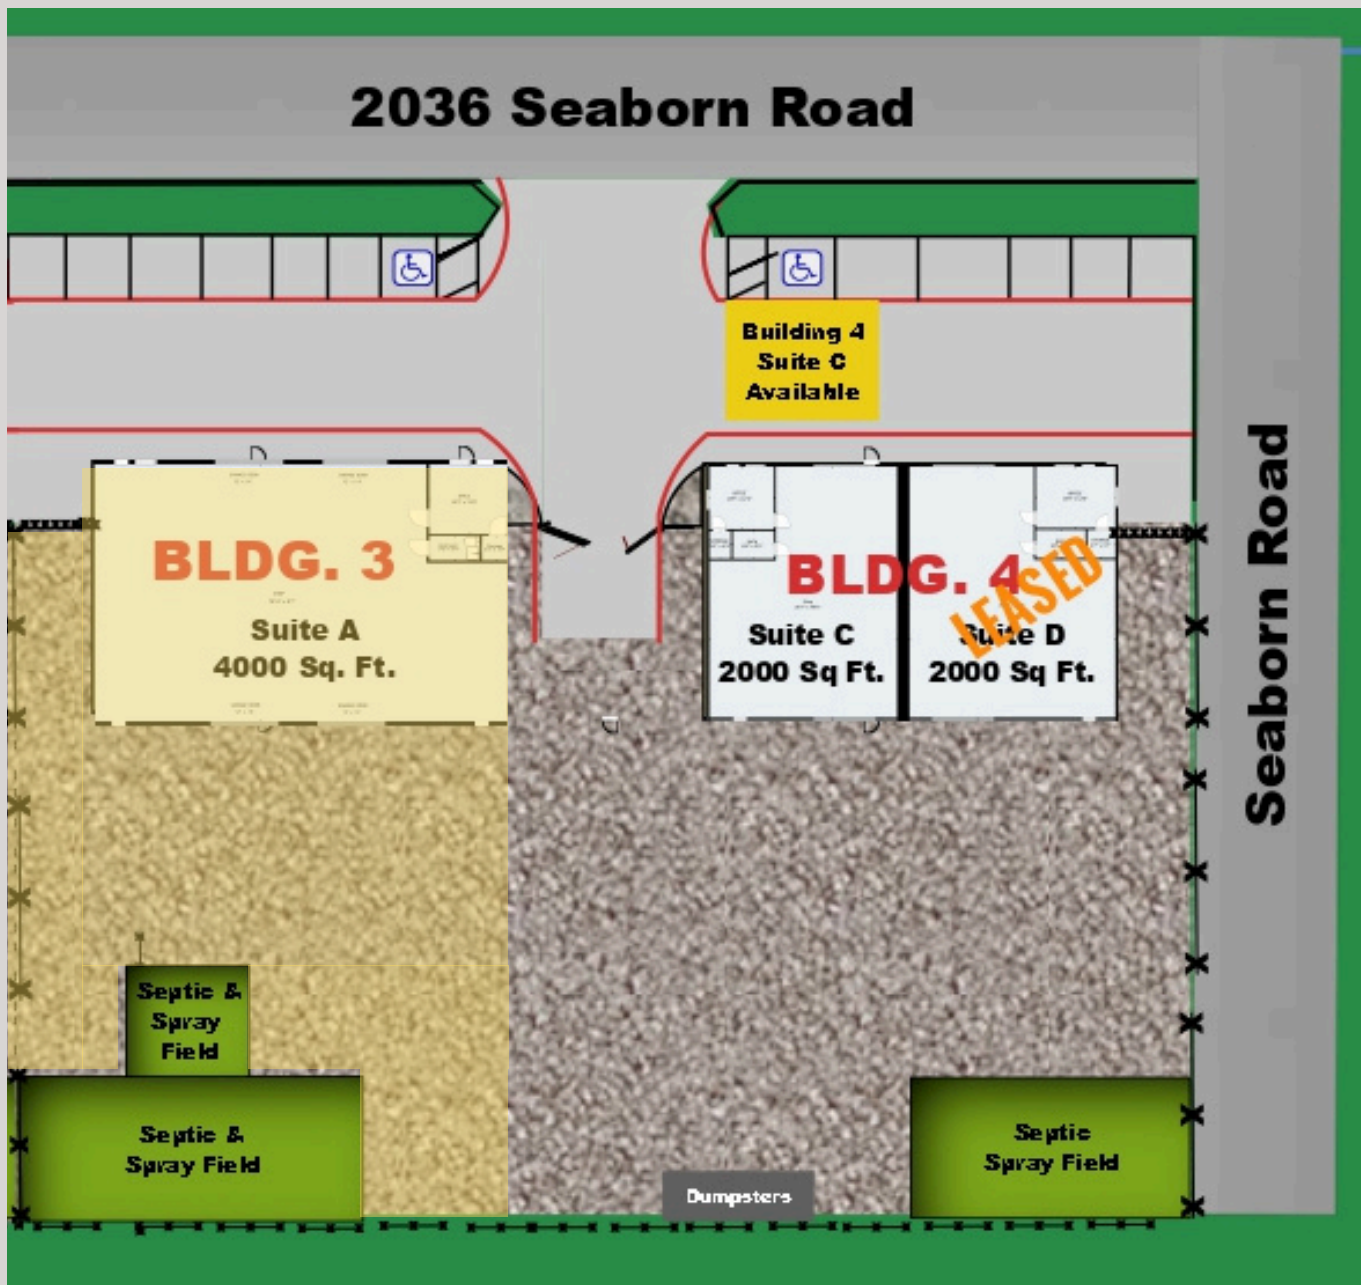 2036 Seaborn Road
Building 4
Suite C
Available
BLDG. 3
Suite A
4000 Sq. Ft.
BLDG. 4
LEASED
Suite C
2000 Sq Ft.
Suite D
2000 Sq Ft.
Seaborn Road
Septic &
Spray
Field
Septic &
Spray Field
Septic
Spray Field
Dumpsters